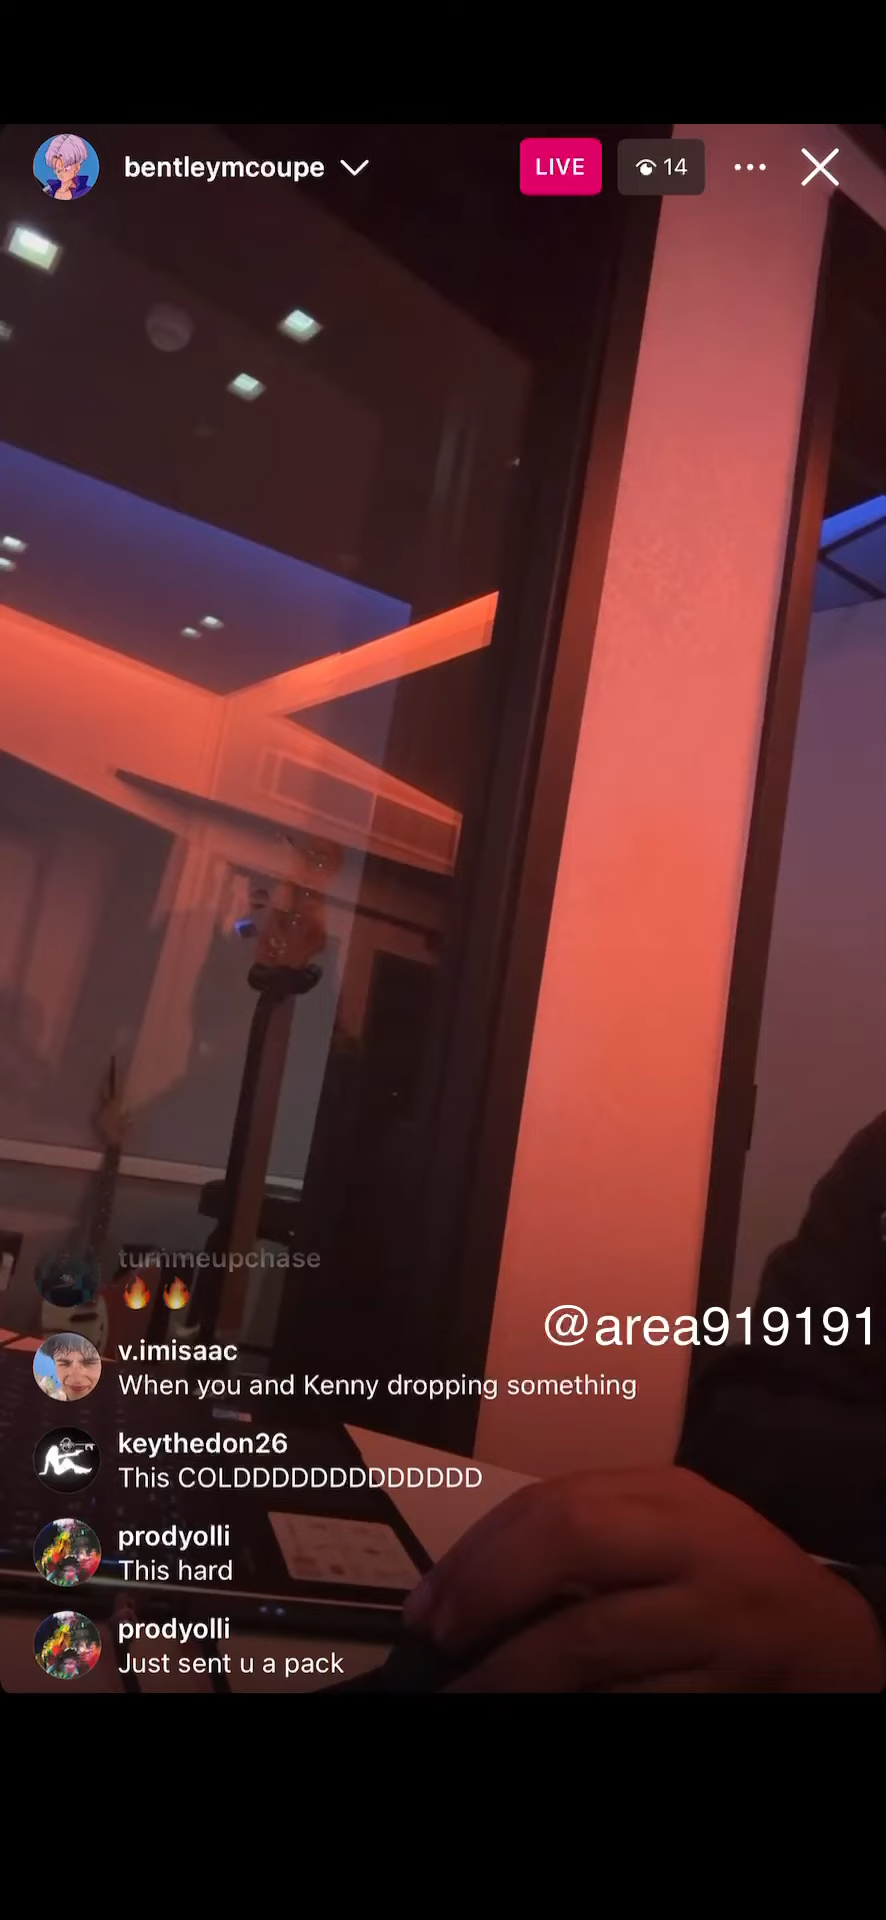 bentleymcoupe
LIVE
14
turnmeupchase
🔥 🔥
@area919191
v.imisaac
When you and Kenny dropping something
keythedon26
This COLDDDDDDDDDDDDD
prodyolli
This hard
prodyolli
Just sent u a pack